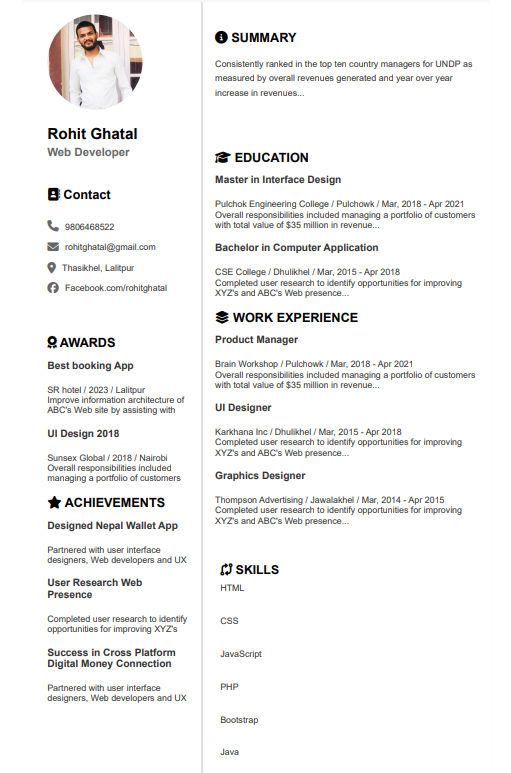 Rohit Ghatal
Web Developer
Contact
9806468522
rohitghatal@gmail.com
Thasikhel, Lalitpur
Facebook.com/rohitghatal
AWARDS
Best booking App
SR hotel / 2023 / Lalitpur
Improve information architecture of
ABC's Web site by assisting with
UI Design 2018
Sunsex Global / 2018 / Nairobi
Overall responsibilities included
managing a portfolio of customers
ACHIEVEMENTS
Designed Nepal Wallet App
Partnered with user interface
designers, Web developers and UX
User Research Web
Presence
Completed user research to identify
opportunities for improving XYZ's
Success in Cross Platform
Digital Money Connection
Partnered with user interface
designers, Web developers and UX
SUMMARY
Consistently ranked in the top ten country managers for UNDP as
measured by overall revenues generated and year over year
increase in revenues...
EDUCATION
Master in Interface Design
Pulchok Engineering College / Pulchowk / Mar, 2018 - Apr 2021
Overall responsibilities included managing a portfolio of customers
with total value of $35 million in revenue...
Bachelor in Computer Application
CSE College / Dhulikhel / Mar, 2015 - Apr 2018
Completed user research to identify opportunities for improving
XYZ's and ABC's Web presence...
WORK EXPERIENCE
Product Manager
Brain Workshop / Pulchowk / Mar, 2018 - Apr 2021
Overall responsibilities included managing a portfolio of customers
with total value of $35 million in revenue...
UI Designer
Karkhana Inc / Dhulikhel / Mar, 2015 - Apr 2018
Completed user research to identify opportunities for improving
XYZ's and ABC's Web presence...
Graphics Designer
Thompson Advertising / Jawalakhel / Mar, 2014 - Apr 2015
Completed user research to identify opportunities for improving
XYZ's and ABC's Web presence...
SKILLS
HTML
CSS
JavaScript
PHP
Bootstrap
Java